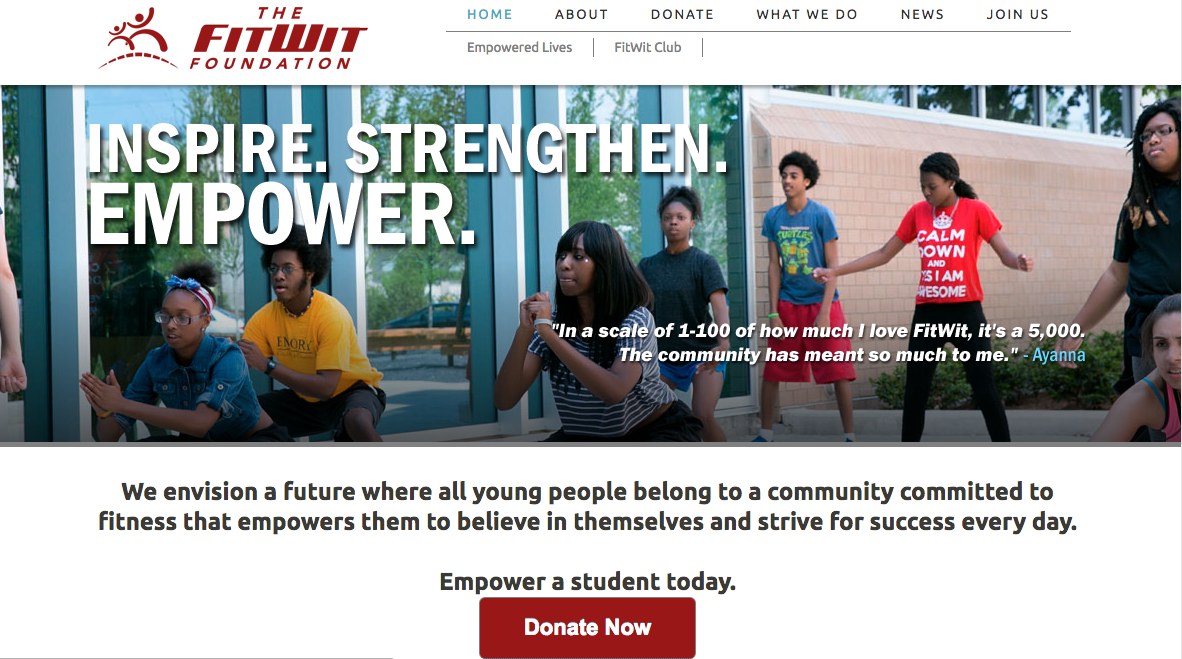 THE
FITWIT
FOUNDATION
HOME ABOUT DONATE WHAT WE DO NEWS JOIN US
Empowered Lives FitWit Club
INSPIRE. STRENGTHEN.
EMPOWER.
TURTLES
EMORY
CALM
DOWN
AND
YES I AM
AWESOME
"In a scale of 1-100 of how much I love FitWit, it's a 5,000.
The community has meant so much to me." - Ayanna
We envision a future where all young people belong to a community committed to
fitness that empowers them to believe in themselves and strive for success every day.
Empower a student today.
Donate Now